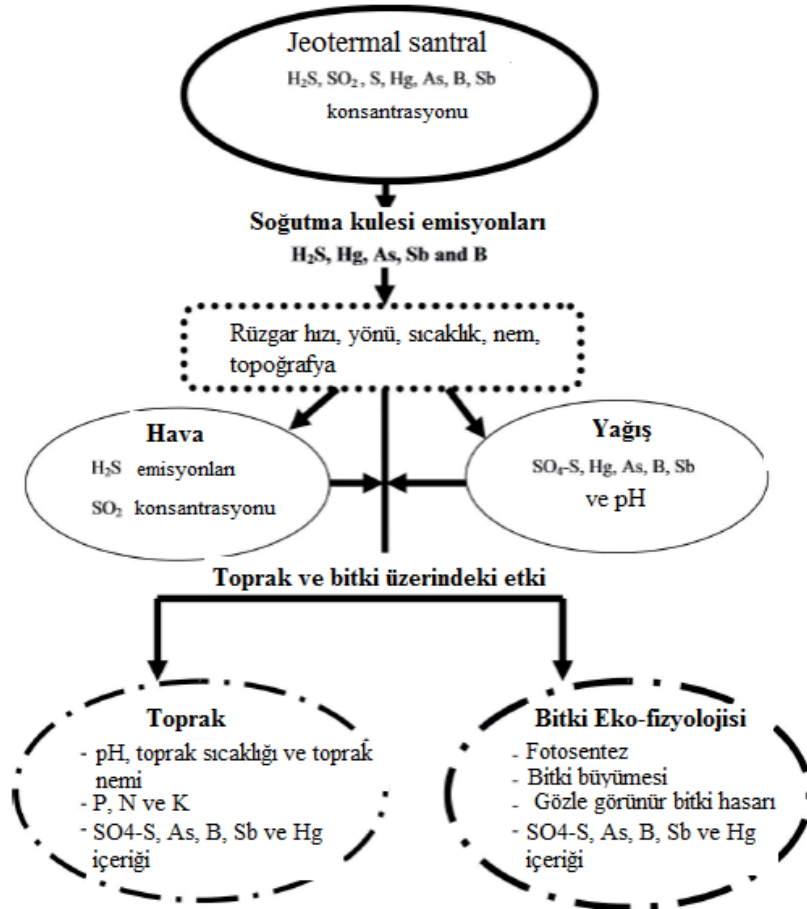 Jeotermal santral
H₂S, SO₂, S, Hg, As, B, Sb
konsantrasyonu
Soğutma kulesi emisyonları
H₂S, Hg, As, Sb and B
Rüzgar hızı, yönü, sıcaklık, nem,
topoğrafya
Hava
H₂S emisyonları
SO₂ konsantrasyonu
Yağış
SO₄-S, Hg, As, B, Sb
ve pH
Toprak ve bitki üzerindeki etki
Toprak
- pH, toprak sıcaklığı ve toprak
nemi
- P, N ve K
- SO4-S, As, B, Sb ve Hg
içeriği
Bitki Eko-fizyolojisi
- Fotosentez
- Bitki büyümesi
- Gözle görünür bitki hasarı
- SO4-S, As, B, Sb ve Hg
içeriği